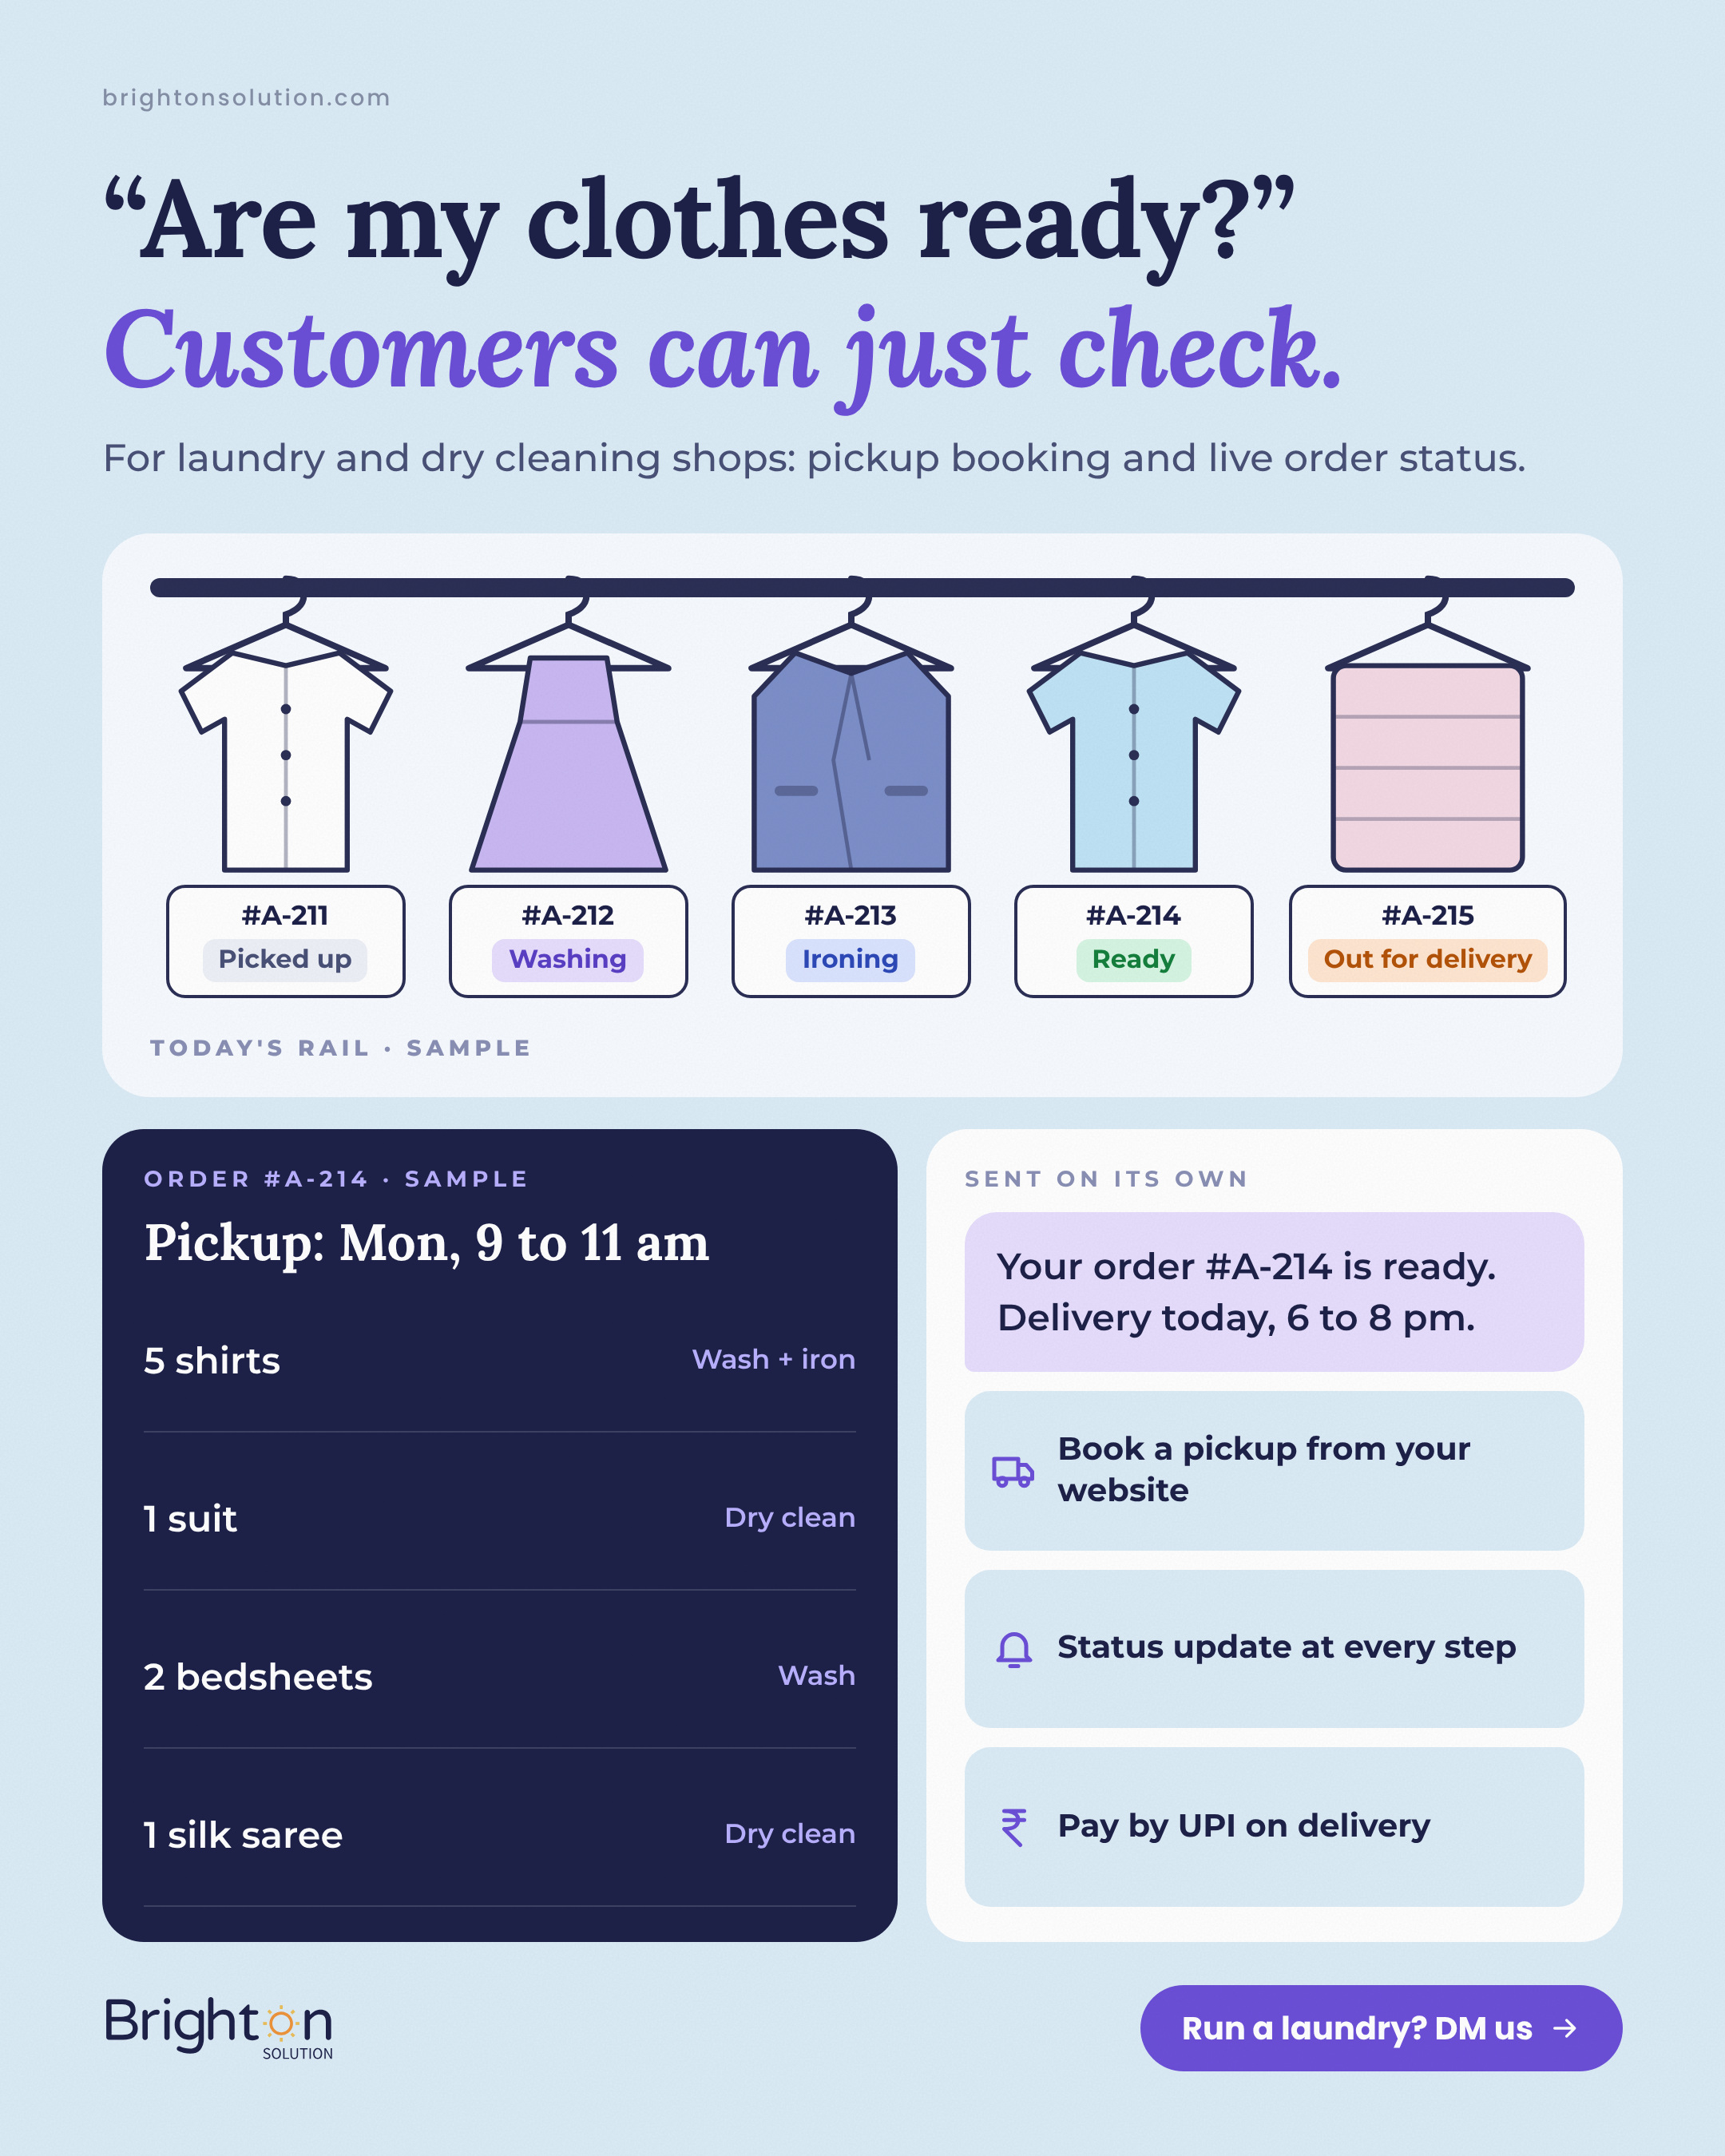 brightonsolution.com
“Are my clothes ready?”
Customers can just check.
For laundry and dry cleaning shops: pickup booking and live order status.
#A-211
Picked up
#A-212
Washing
#A-213
Ironing
#A-214
Ready
#A-215
Out for delivery
TODAY'S RAIL · SAMPLE
ORDER #A-214 · SAMPLE
Pickup: Mon, 9 to 11 am
5 shirts Wash + iron
1 suit Dry clean
2 bedsheets Wash
1 silk saree Dry clean
SENT ON ITS OWN
Your order #A-214 is ready.
Delivery today, 6 to 8 pm.
Book a pickup from your
website
Status update at every step
₹ Pay by UPI on delivery
Brighton
SOLUTION
Run a laundry? DM us →